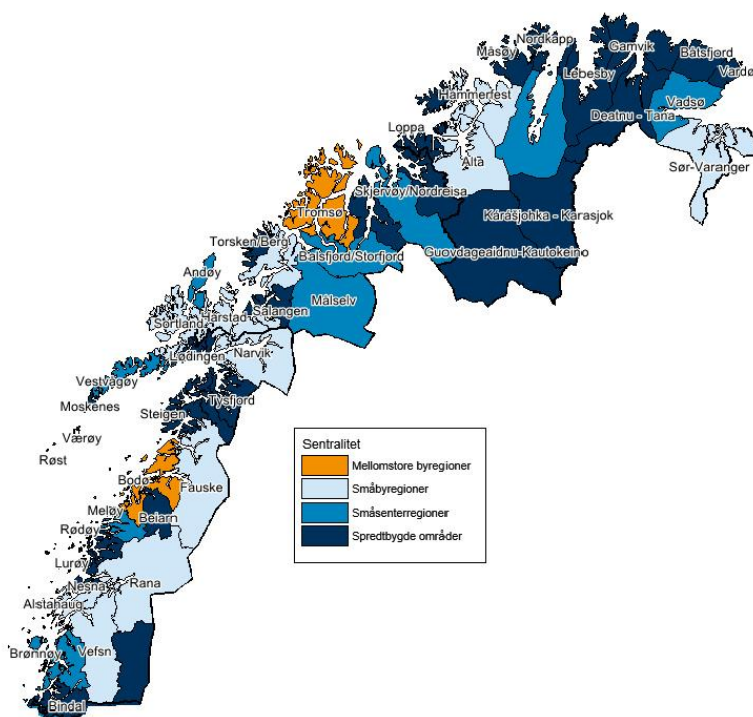 Nordkapp
Gamvik
Måsøy
Båtsfjord
Lebesby
Vardø
Hammerfest
Vadsø
Deatnu - Tana
Loppa
Alta
Sør-Varanger
Skjervøy/Nordreisa
Tromsø
Kárášjohka - Karasjok
Torsken/Berg
Balsfjord/Storfjord
Guovdageaidnu-Kautokeino
Andøy
Målselv
Sortland
Harstad
Salangen
Lødingen
Narvik
Vestvågøy
Moskenes
Tysfjord
Steigen
Værøy
Røst
Sentralitet
Mellomstore byregioner
Småbyregioner
Småsenterregioner
Spredtbygde områder
Bodø
Fauske
Meløy
Beiarn
Rødøy
Lurøy
Nesna
Rana
Alstahaug
Brønnøy
Vefsn
Bindal